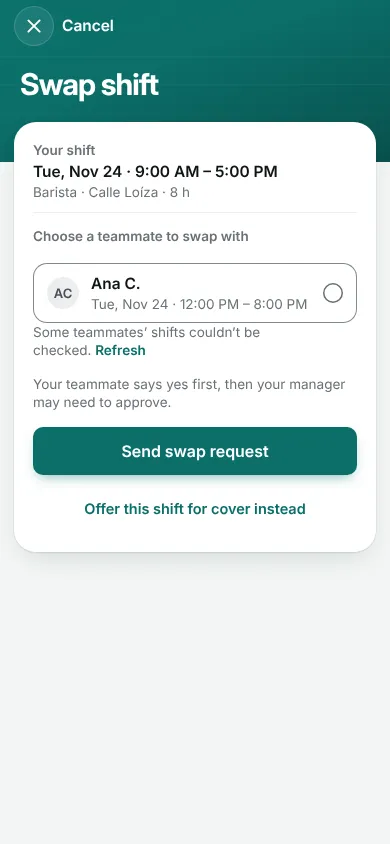 Cancel
Swap shift
Your shift
Tue, Nov 24 · 9:00 AM – 5:00 PM
Barista · Calle Loíza · 8 h
Choose a teammate to swap with
AC
Ana C.
Tue, Nov 24 · 12:00 PM – 8:00 PM
Some teammates’ shifts couldn’t be
checked. Refresh
Your teammate says yes first, then your manager
may need to approve.
Send swap request
Offer this shift for cover instead